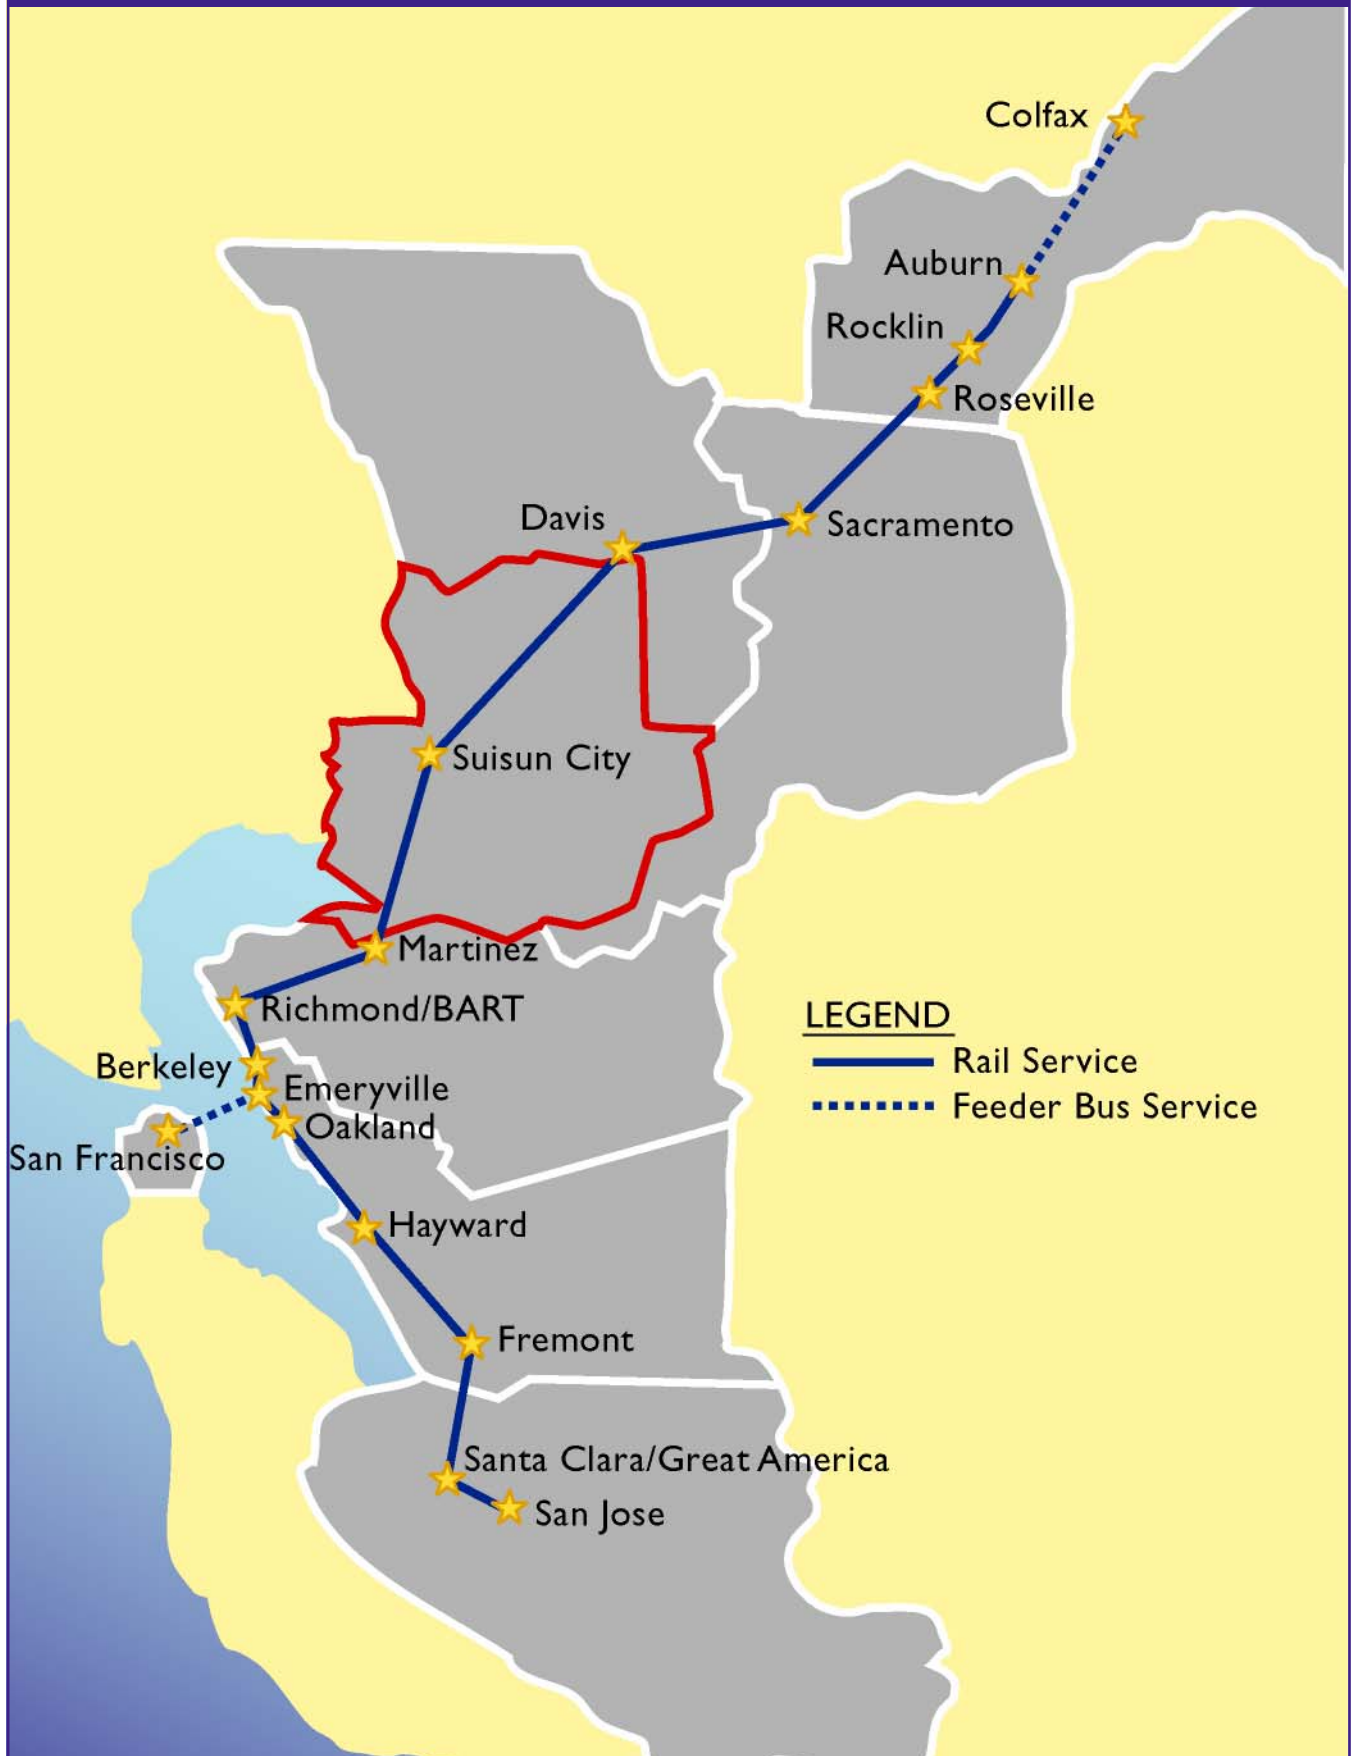 Colfax
Auburn
Rocklin
Roseville
Davis
Sacramento
Suisun City
Martinez
Richmond/BART
LEGEND
Rail Service
Berkeley
Emeryville
Feeder Bus Service
Oakland
San Francisco
Hayward
Fremont
Santa Clara/Great America
San Jose